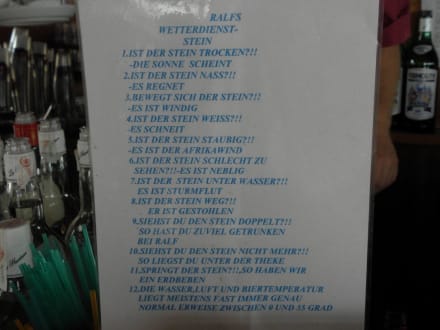 RALFS
WETTERDIENST-
STEIN
1.IST DER STEIN TROCKEN?!!
-DIE SONNE SCHEINT
2.IST DER STEIN NASS?!!
-ES REGNET
3.BEWEGT SICH DER STEIN?!!!
-ES IST WINDIG
4.IST DER STEIN WEISS?!!!
-ES SCHNEIT
5.IST DER STEIN STAUBIG?!!!
-ES IST DER AFRIKAWIND
6.IST DER STEIN SCHLECHT ZU
SEHEN?!!!-ES IST NEBLIG
7.IST DER STEIN UNTER WASSER?!!!
ES IST STURMFLUT
8.IST DER STEIN WEG?!!!
ER IST GESTOHLEN
9.SIEHST DU DEN STEIN DOPPELT?!!!
SO HAST DU ZUVIEL GETRUNKEN
BEI RALF
10.SIEHST DU DEN STEIN NICHT MEHR?!!!
SO LIEGST DU UNTER DER THEKE
11.SPRINGT DER STEIN?!!!,SO HABEN WIR
EIN ERDBEBEN
12.DIE WASSER,LUFT UND BIERTEMPERATUR
LIEGT MEISTENS FAST IMMER GENAU
NORMAL ERWEISE ZWISCHEN 0 UND 35 GRAD